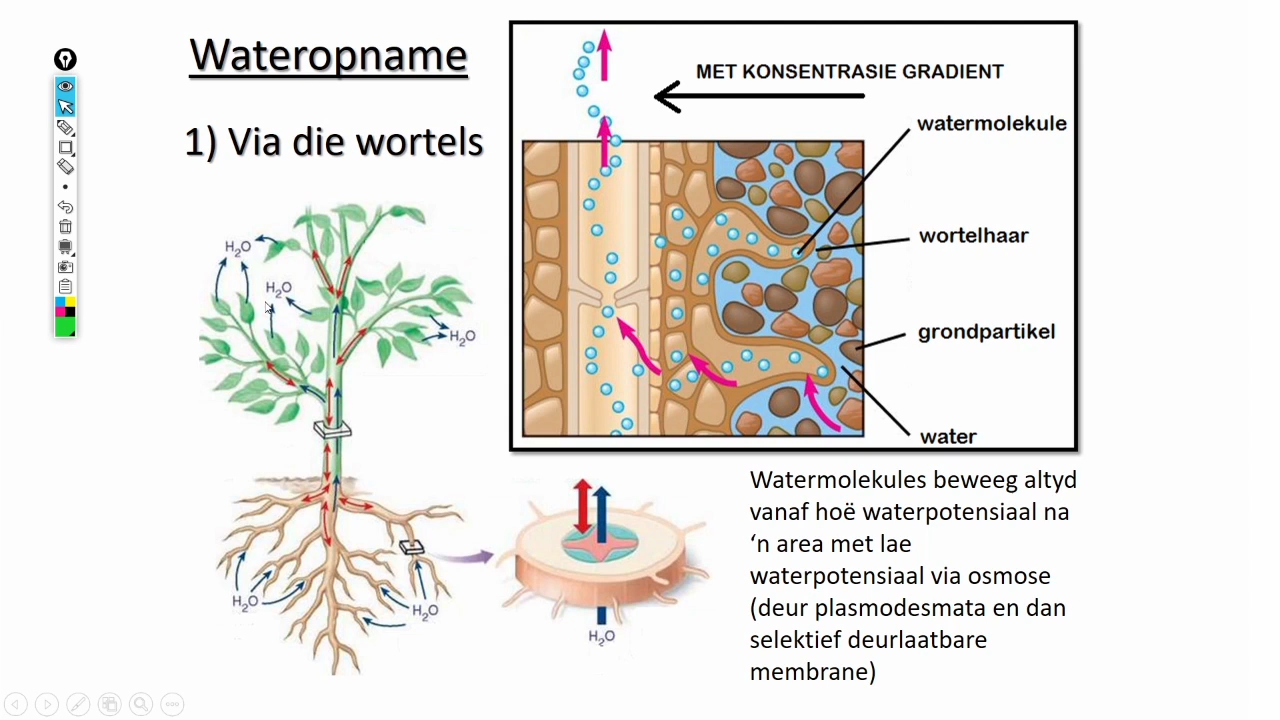 Wateropname
1) Via die wortels
MET KONSENTRASIE GRADIENT
watermolekule
wortelhaar
grondpartikel
water
H₂O
H₂O
H₂O
H₂O
H₂O
H₂O
Watermolekules beweeg altyd
vanaf hoë waterpotensiaal na
‘n area met lae
waterpotensiaal via osmose
(deur plasmodesmata en dan
selektief deurlaatbare
membrane)